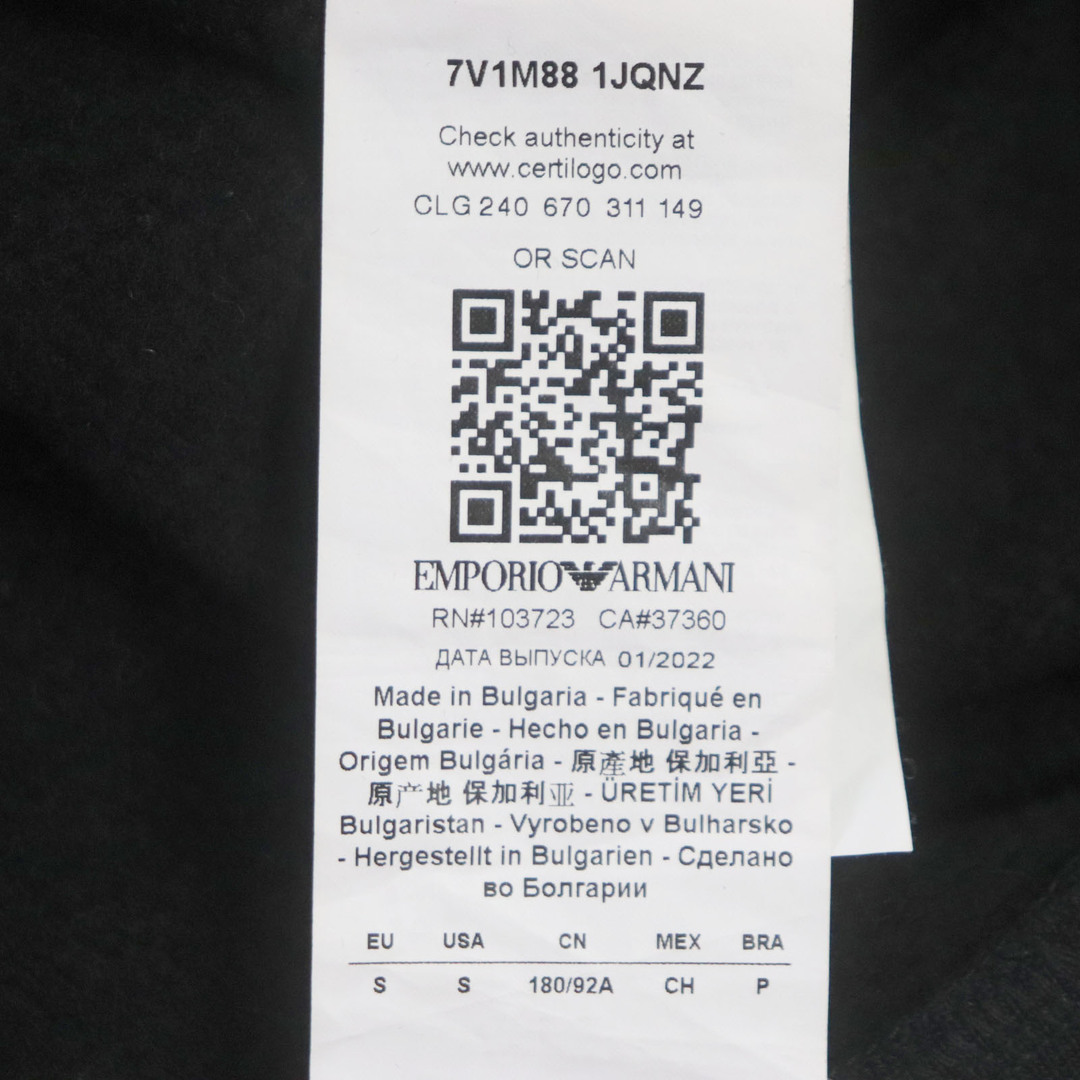 7V1M88 1JQNZ
Check authenticity at
www.certilogo.com
CLG 240 670 311 149
OR SCAN
EMPORIO ARMANI
RN#103723 CA#37360
ДАТА ВЫПУСКА 01/2022
Made in Bulgaria - Fabriqué en
Bulgarie - Hecho en Bulgaria -
Origem Bulgária - 原產地 保加利亞 -
原产地 保加利亚 - ÜRETİM YERİ
Bulgaristan - Vyrobeno v Bulharsko
- Hergestellt in Bulgarien - Сделано
во Болгарии
EU USA CN MEX BRA
S S 180/92A CH P